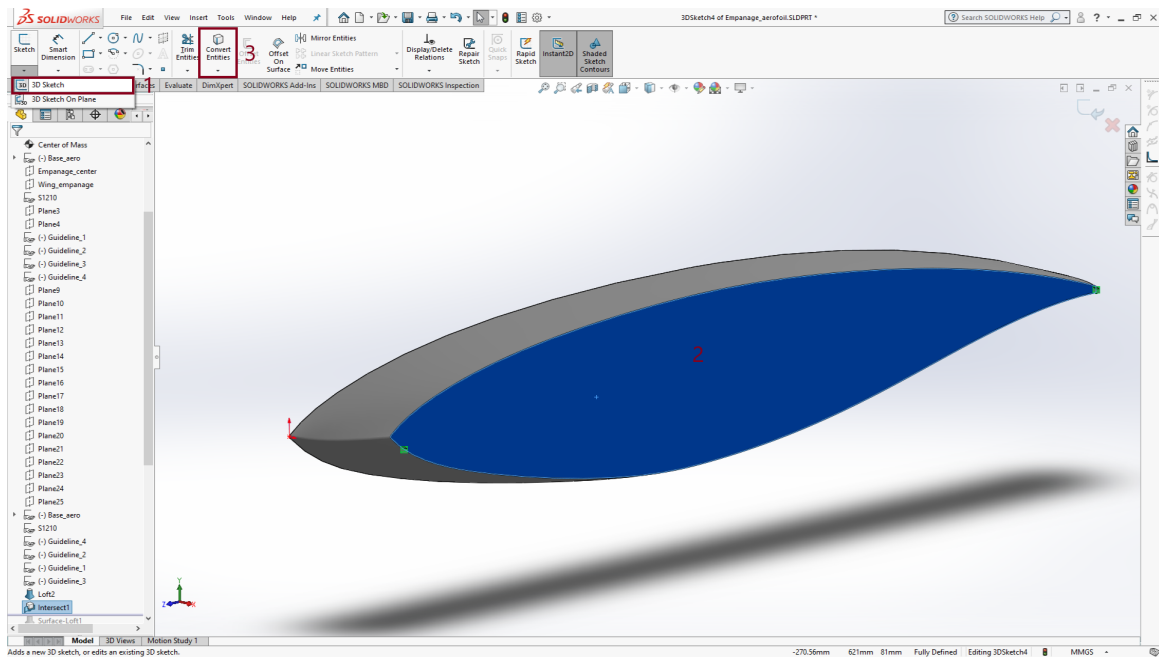 SOLIDWORKS File Edit View Insert Tools Window Help
3DSketch4 of Empanage_aerofoil.SLDPRT *
Search SOLIDWORKS Help
Sketch
Smart Dimension
Trim Entities
Convert Entities
3
Offset Entities
Offset On Surface
Mirror Entities
Linear Sketch Pattern
Move Entities
Display/Delete Relations
Repair Sketch
Quick Snaps
Rapid Sketch
Instant2D
Shaded Sketch Contours
3D Sketch
1
3D Sketch On Plane
Evaluate DimXpert SOLIDWORKS Add-Ins SOLIDWORKS MBD SOLIDWORKS Inspection
Center of Mass
(-) Base_aero
Empanage_center
Wing_empanage
S1210
Plane3
Plane4
(-) Guideline_1
(-) Guideline_2
(-) Guideline_3
(-) Guideline_4
Plane9
Plane10
Plane11
Plane12
Plane13
Plane14
Plane15
Plane16
Plane17
Plane18
Plane19
Plane20
Plane21
Plane22
Plane23
Plane24
Plane25
(-) Base_aero
S1210
(-) Guideline_4
(-) Guideline_2
(-) Guideline_1
(-) Guideline_3
Loft2
Intersect1
Surface-Loft1
2
Y
Z X
Model 3D Views Motion Study 1
Adds a new 3D sketch, or edits an existing 3D sketch.
-270.56mm 621mm 81mm Fully Defined Editing 3DSketch4 MMGS